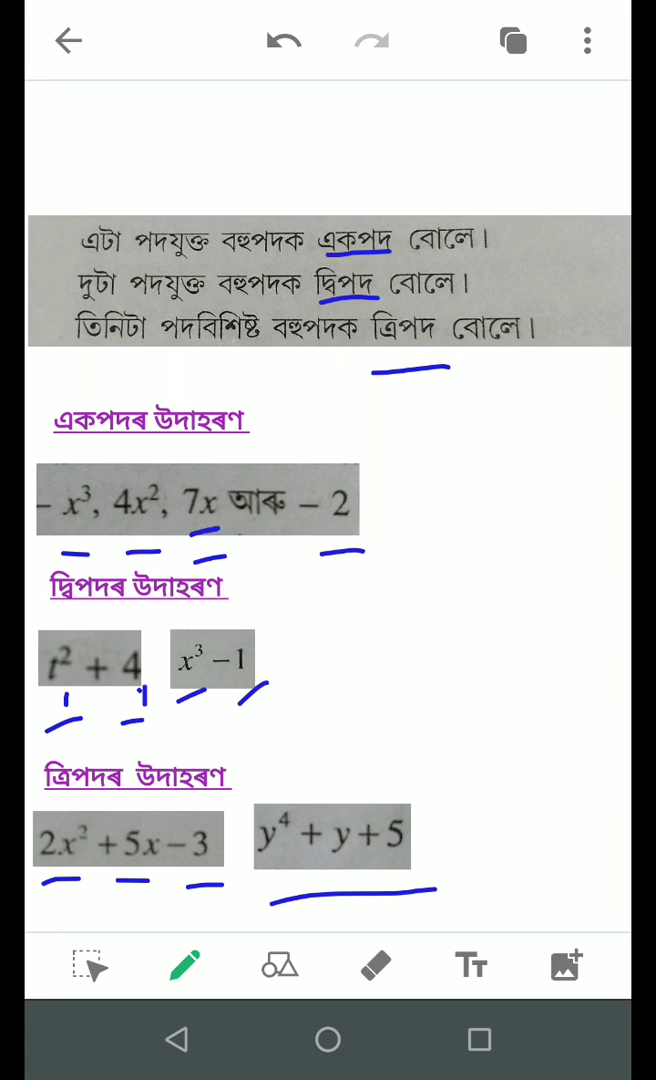 এটা পদযুক্ত বহুপদক একপদ বোলে।
দুটা পদযুক্ত বহুপদক দ্বিপদ বোলে।
তিনিটা পদবিশিষ্ট বহুপদক ত্ৰিপদ বোলে।
একপদৰ উদাহৰণ
– x³, 4x², 7x আৰু – 2
দ্বিপদৰ উদাহৰণ
t² + 4 x³ – 1
ত্ৰিপদৰ উদাহৰণ
2x² + 5x – 3 y⁴ + y + 5
TT